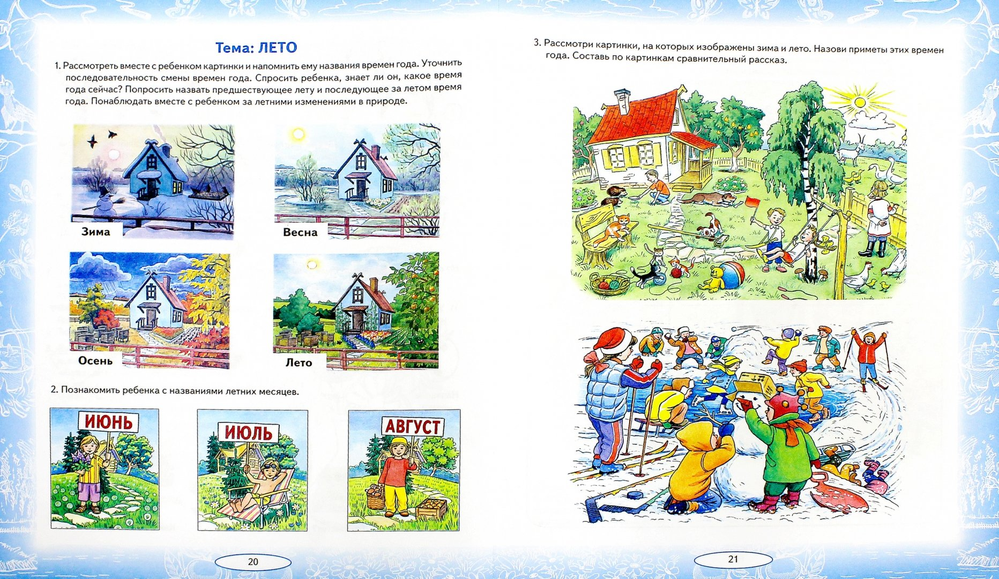 Тема: ЛЕТО
1. Рассмотреть вместе с ребенком картинки и напомнить ему названия времен года. Уточнить
последовательность смены времен года. Спросить ребенка, знает ли он, какое время
года сейчас? Попросить назвать предшествующее лету и последующее за летом время
года. Понаблюдать вместе с ребенком за летними изменениями в природе.
Зима
Весна
Осень
Лето
2. Познакомить ребенка с названиями летних месяцев.
ИЮНЬ
ИЮЛЬ
АВГУСТ
20
3. Рассмотри картинки, на которых изображены зима и лето. Назови приметы этих времен
года. Составь по картинкам сравнительный рассказ.
21